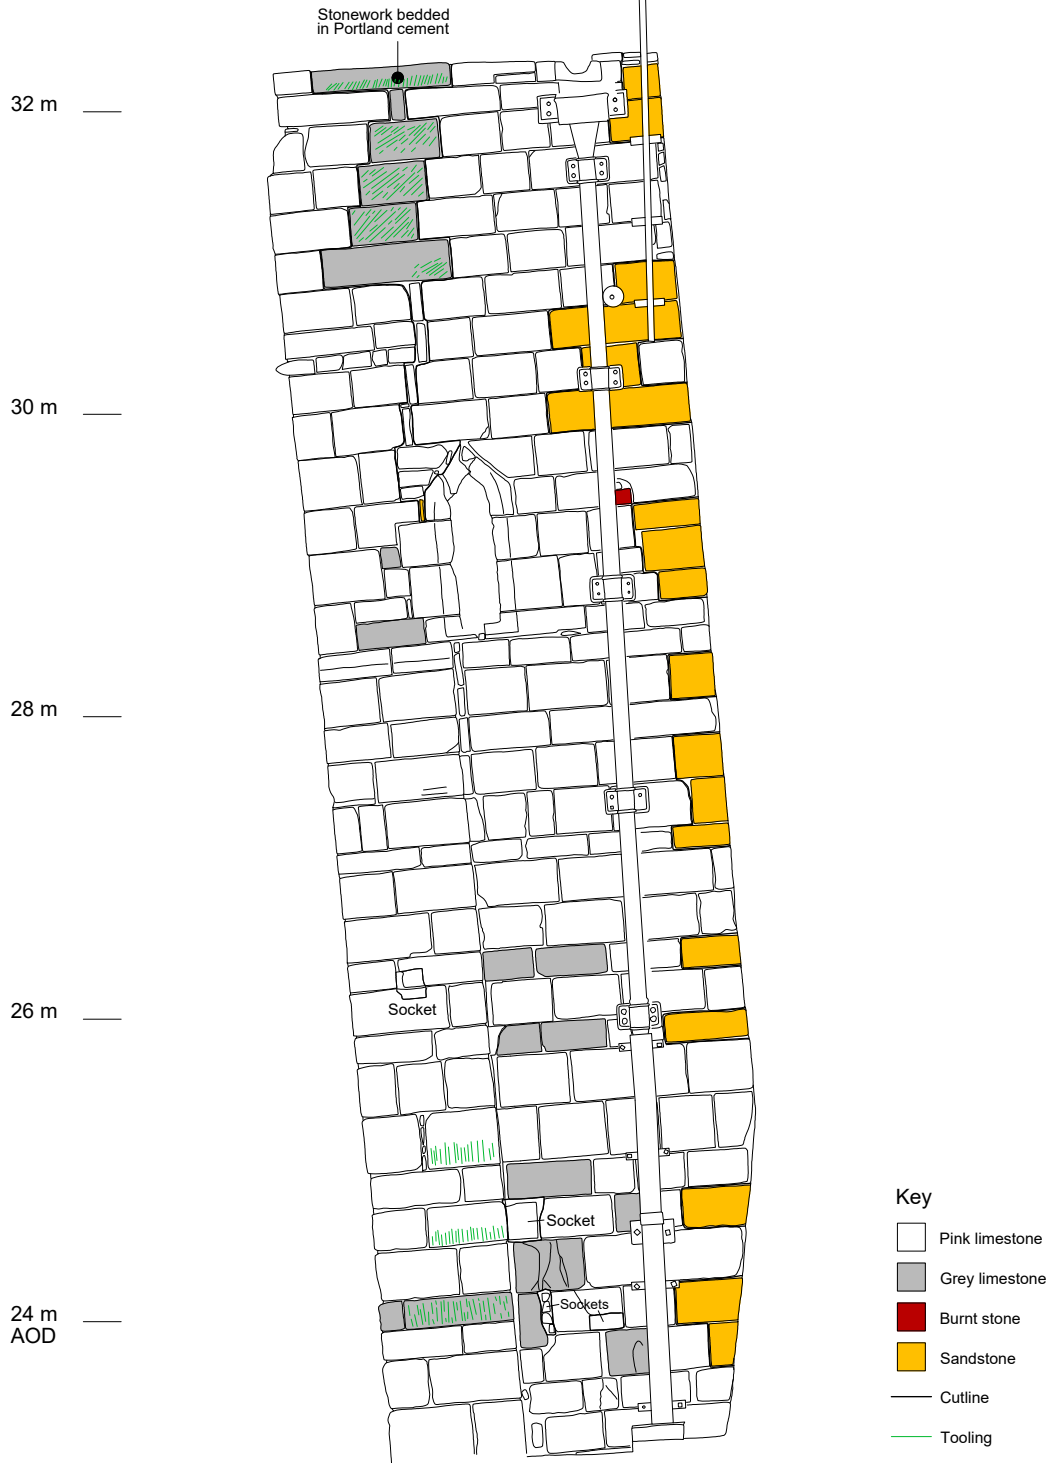 Stonework bedded
in Portland cement
32 m
30 m
28 m
26 m
Socket
Socket
Sockets
24 m
AOD
Key
Pink limestone
Grey limestone
Burnt stone
Sandstone
Cutline
Tooling